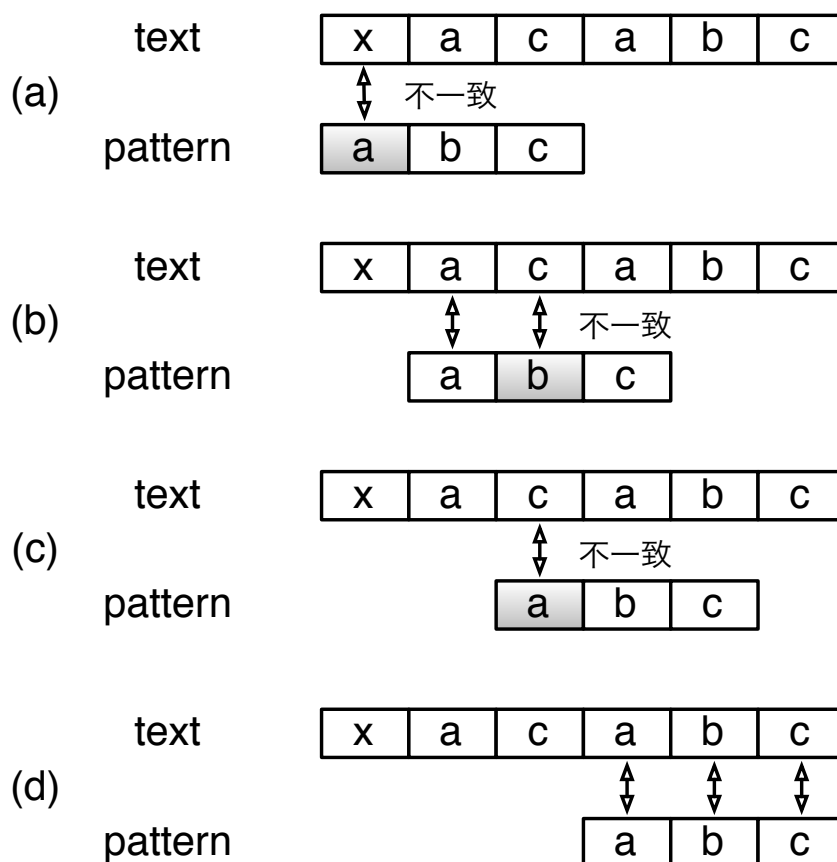 text x a c a b c
(a) 不一致
pattern a b c
text x a c a b c
(b) 不一致
pattern a b c
text x a c a b c
(c) 不一致
pattern a b c
text x a c a b c
(d)
pattern a b c